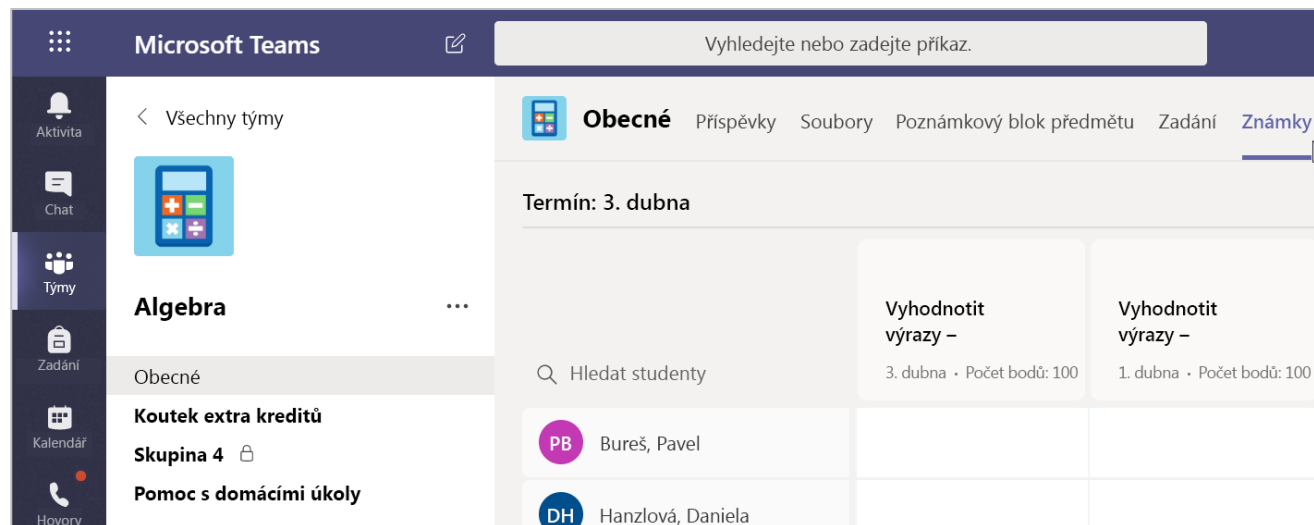 Microsoft Teams
Vyhledejte nebo zadejte příkaz.
Aktivita
Chat
Týmy
Zadání
Kalendář
Hovory
Všechny týmy
Algebra
Obecné
Koutek extra kreditů
Skupina 4
Pomoc s domácími úkoly
Obecné Příspěvky Soubory Poznámkový blok předmětu Zadání Známky
Termín: 3. dubna
Hledat studenty
Vyhodnotit
výrazy –
3. dubna • Počet bodů: 100
Vyhodnotit
výrazy –
1. dubna • Počet bodů: 100
PB Bureš, Pavel
DH Hanzlová, Daniela